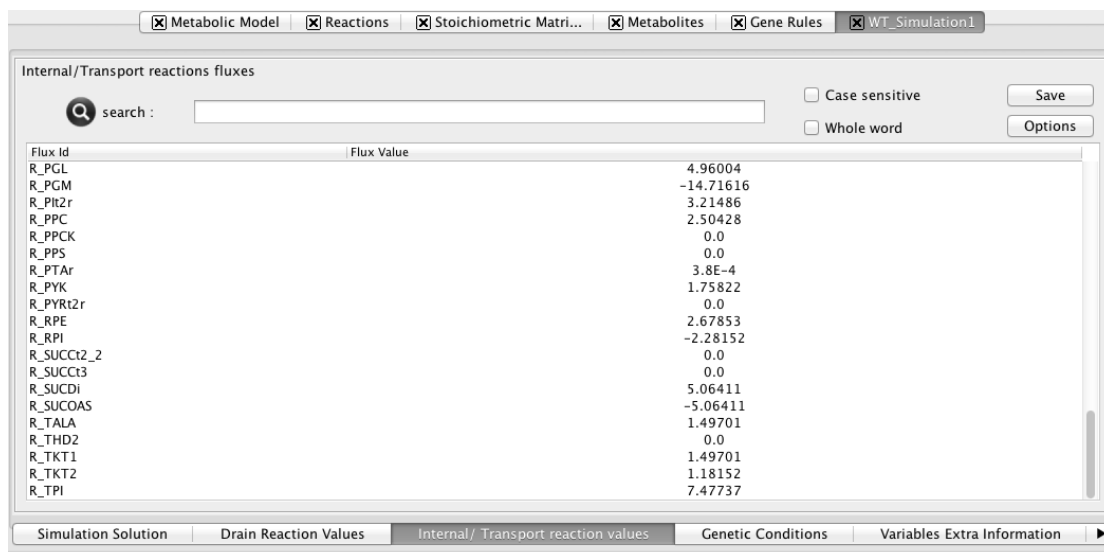 Metabolic Model Reactions Stoichiometric Matri... Metabolites Gene Rules WT_Simulation1
Internal/Transport reactions fluxes
search :
Case sensitive
Save
Whole word
Options
Flux Id Flux Value
R_PGL 4.96004
R_PGM -14.71616
R_PIt2r 3.21486
R_PPC 2.50428
R_PPCK 0.0
R_PPS 0.0
R_PTAr 3.8E-4
R_PYK 1.75822
R_PYRt2r 0.0
R_RPE 2.67853
R_RPI -2.28152
R_SUCCt2_2 0.0
R_SUCCt3 0.0
R_SUCDi 5.06411
R_SUCOAS -5.06411
R_TALA 1.49701
R_THD2 0.0
R_TKT1 1.49701
R_TKT2 1.18152
R_TPI 7.47737
Simulation Solution Drain Reaction Values Internal/ Transport reaction values Genetic Conditions Variables Extra Information